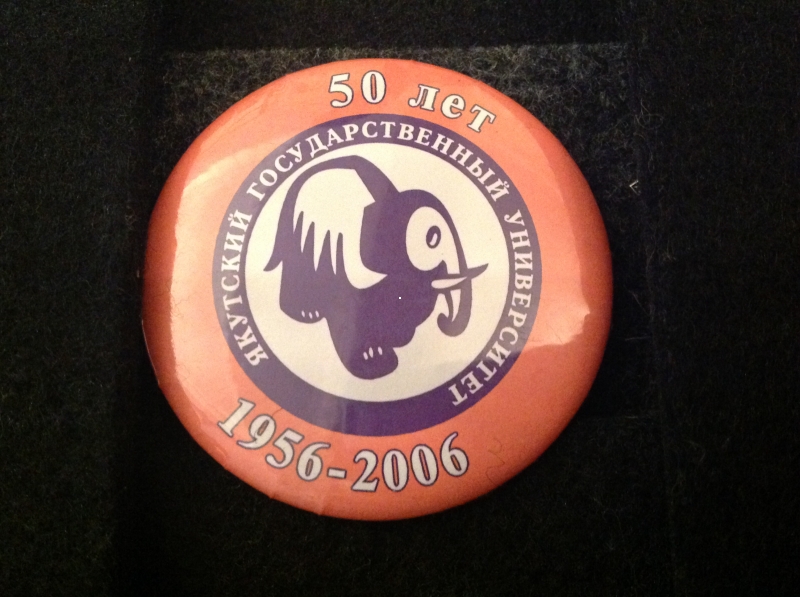 50 лет
ЯКУТСКИЙ ГОСУДАРСТВЕННЫЙ УНИВЕРСИТЕТ
1956-2006